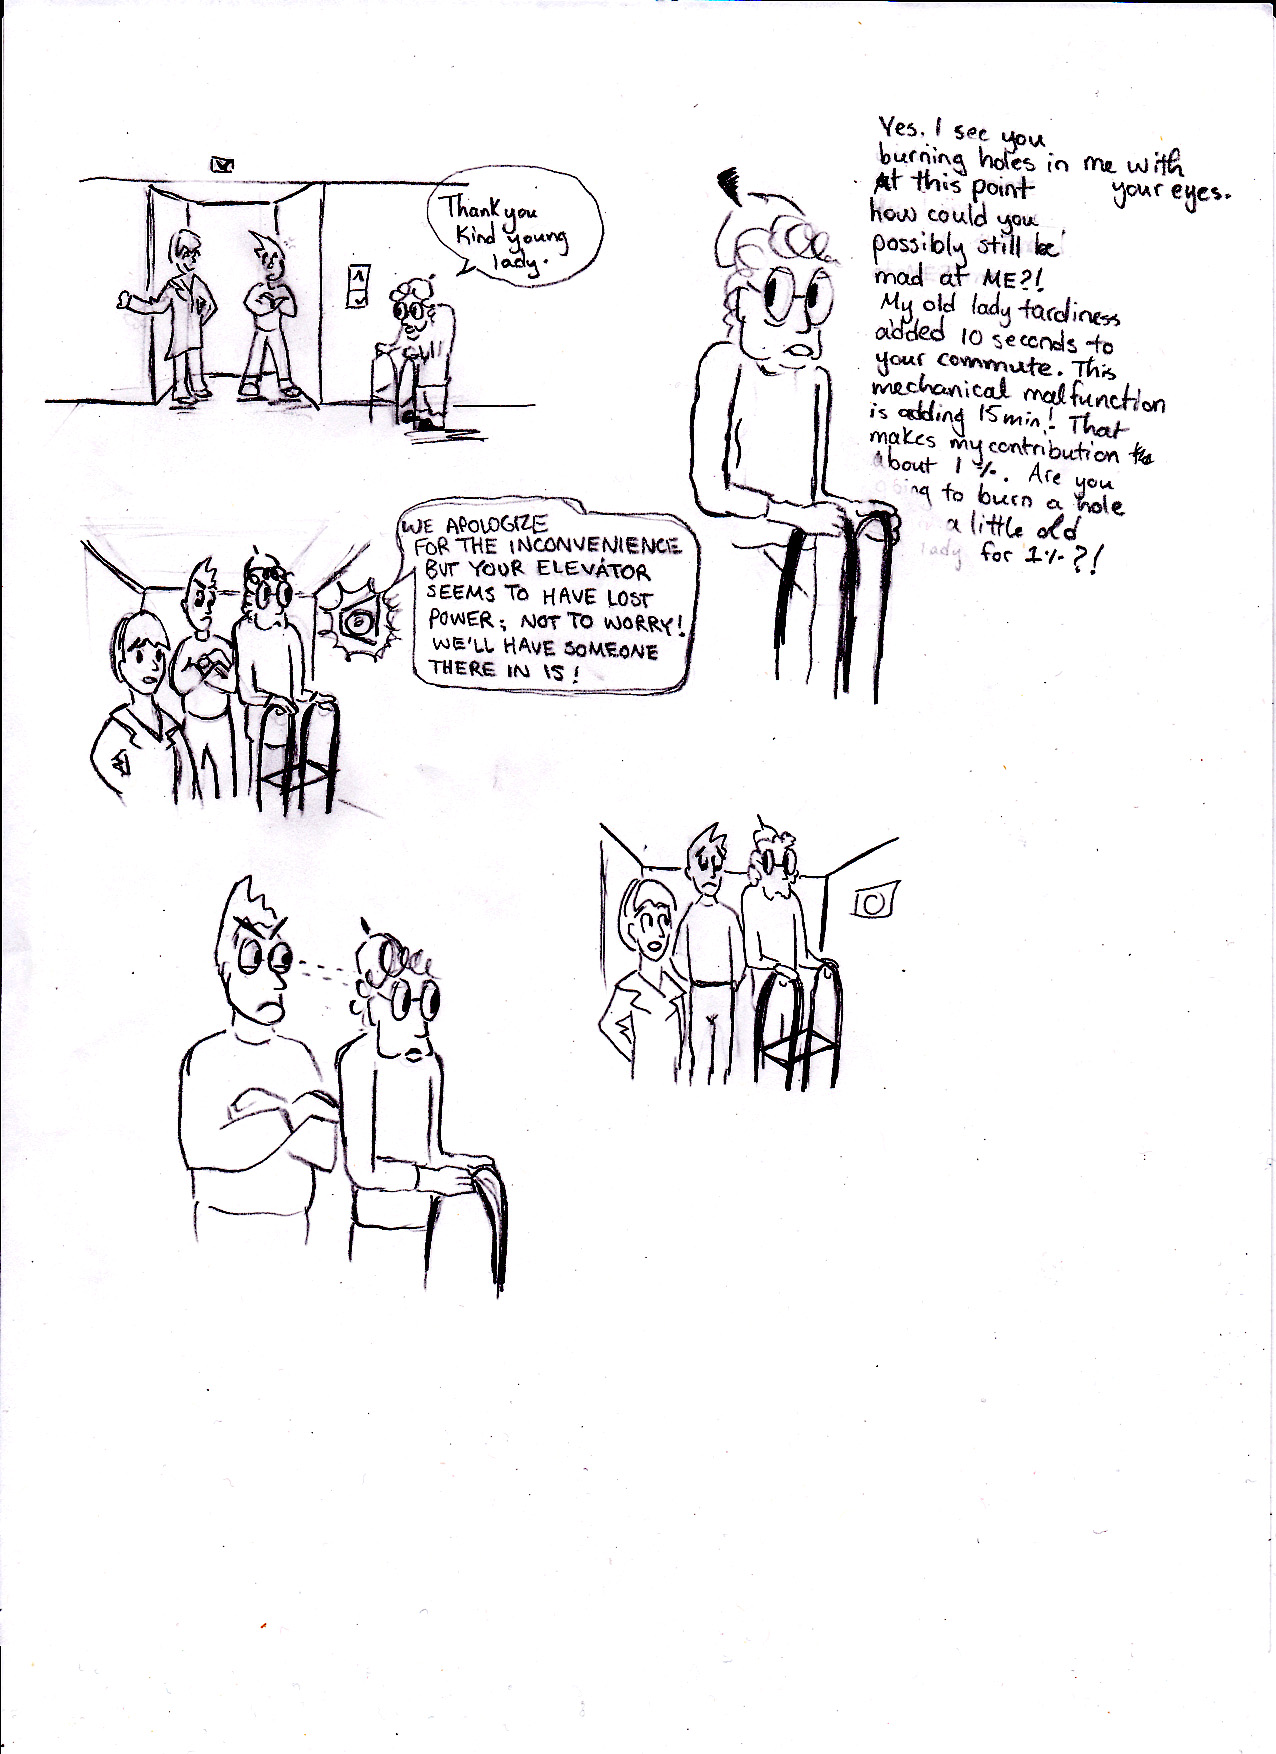 Thank you
Kind young
lady.
WE APOLOGIZE
FOR THE INCONVENIENCE
BUT YOUR ELEVATOR
SEEMS TO HAVE LOST
POWER; NOT TO WORRY!
WE'LL HAVE SOMEONE
THERE IN 15!
Yes. I see you
burning holes in me with
your eyes.
At this point
how could you
possibly still be
mad at ME?!
My old lady tardiness
added 10 seconds to
your commute. This
mechanical malfunction
is adding 15 min! That
makes my contribution
about 1%. Are you
going to burn a hole
a little old
lady for 1%?!